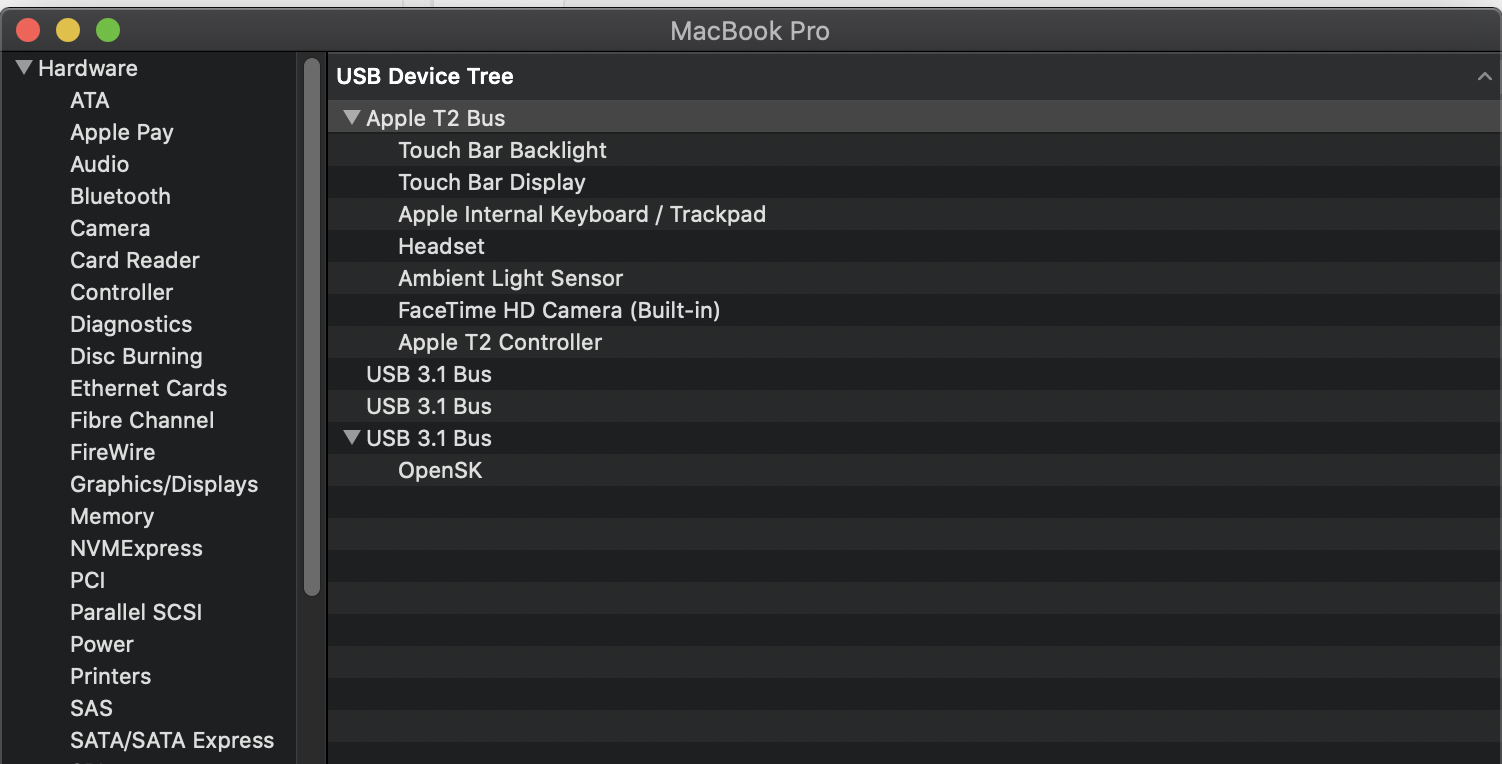 MacBook Pro
Hardware
ATA
Apple Pay
Audio
Bluetooth
Camera
Card Reader
Controller
Diagnostics
Disc Burning
Ethernet Cards
Fibre Channel
FireWire
Graphics/Displays
Memory
NVMExpress
PCI
Parallel SCSI
Power
Printers
SAS
SATA/SATA Express
USB Device Tree
Apple T2 Bus
Touch Bar Backlight
Touch Bar Display
Apple Internal Keyboard / Trackpad
Headset
Ambient Light Sensor
FaceTime HD Camera (Built-in)
Apple T2 Controller
USB 3.1 Bus
USB 3.1 Bus
USB 3.1 Bus
OpenSK